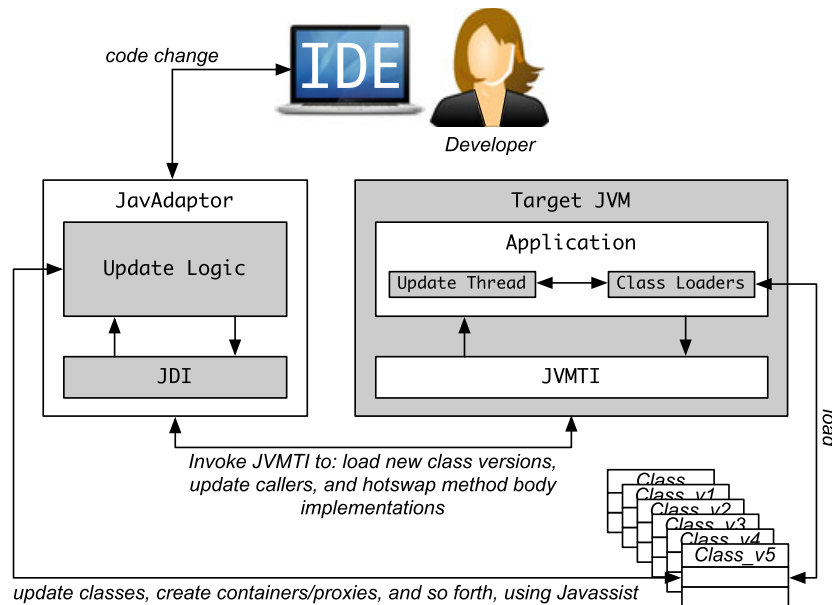 code change
IDE
Developer
JavAdaptor
Update Logic
JDI
Target JVM
Application
Update Thread
Class Loaders
JVMTI
load
Invoke JVMTI to: load new class versions,
update callers, and hotswap method body
implementations
Class
Class_v1
Class_v2
Class_v3
Class_v4
Class_v5
update classes, create containers/proxies, and so forth, using Javassist